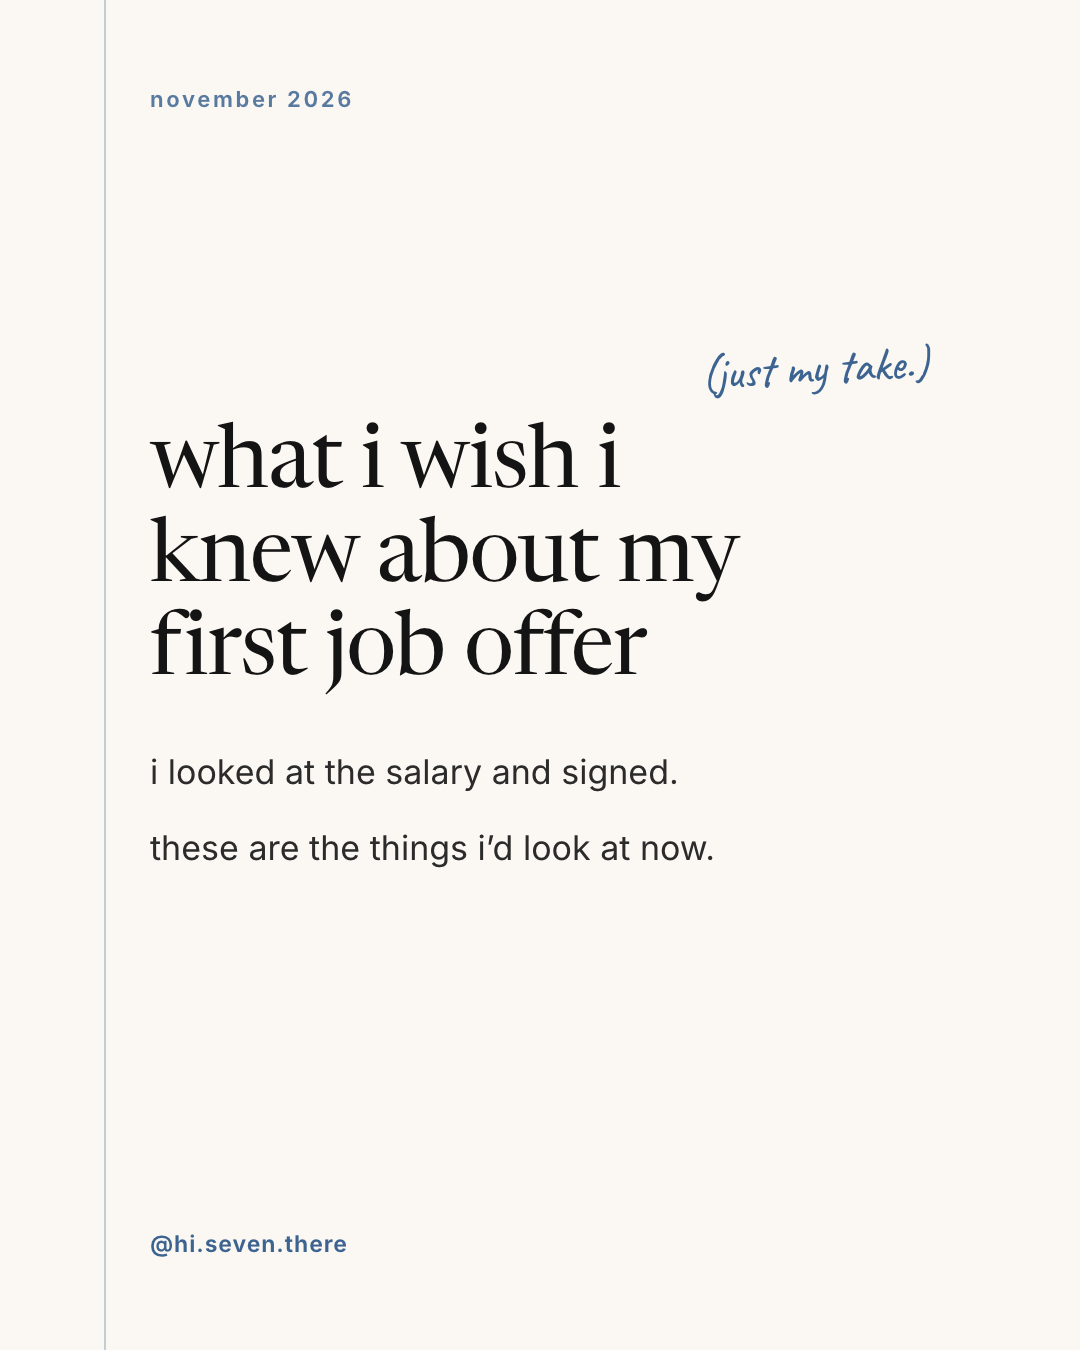 november 2026
(just my take.)
what i wish i
knew about my
first job offer
i looked at the salary and signed.
these are the things i’d look at now.
@hi.seven.there